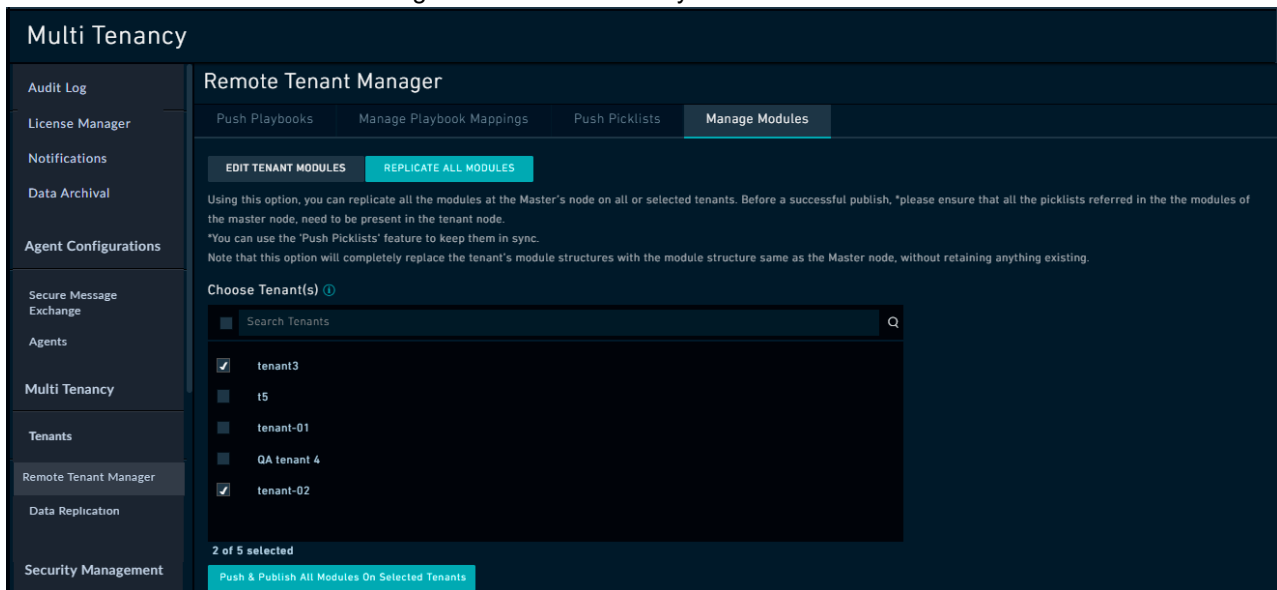 Multi Tenancy
Audit Log
License Manager
Notifications
Data Archival
Agent Configurations
Secure Message
Exchange
Agents
Multi Tenancy
Tenants
Remote Tenant Manager
Data Replication
Security Management
Remote Tenant Manager
Push Playbooks Manage Playbook Mappings Push Picklists Manage Modules
EDIT TENANT MODULES REPLICATE ALL MODULES
Using this option, you can replicate all the modules at the Master's node on all or selected tenants. Before a successful publish, *please ensure that all the picklists referred in the the modules of
the master node, need to be present in the tenant node.
*You can use the 'Push Picklists' feature to keep them in sync.
Note that this option will completely replace the tenant's module structures with the module structure same as the Master node, without retaining anything existing.
Choose Tenant(s)
Search Tenants
tenant3
t5
tenant-01
QA tenant 4
tenant-02
2 of 5 selected
Push & Publish All Modules On Selected Tenants